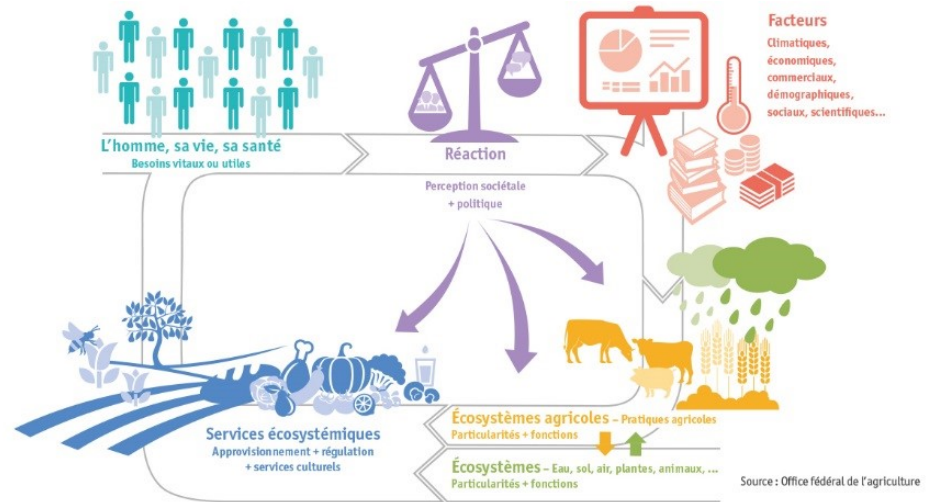 Facteurs
Climatiques,
économiques,
commerciaux,
démographiques,
sociaux, scientifiques...
L'homme, sa vie, sa santé
Besoins vitaux ou utiles
Réaction
Perception sociétale
+ politique
Services écosystémiques
Approvisionnement + régulation
+ services culturels
Écosystèmes agricoles – Pratiques agricoles
Particularités + fonctions
Écosystèmes – Eau, sol, air, plantes, animaux, ...
Particularités + fonctions
Source : Office fédéral de l'agriculture